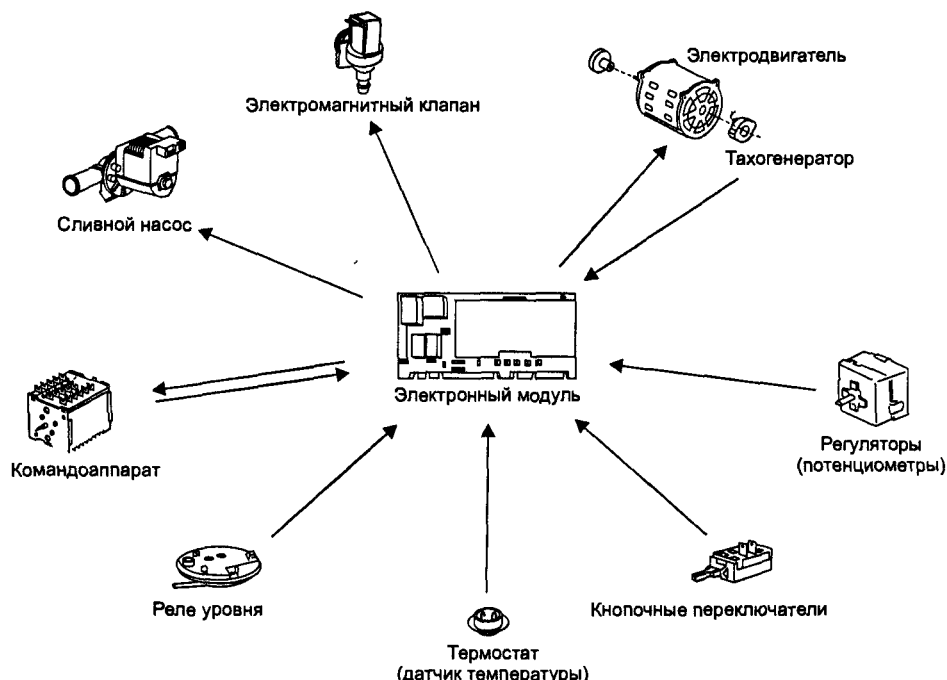 Электродвигатель
Электромагнитный клапан
Тахогенератор
Сливной насос
Электронный модуль
Командоаппарат
Регуляторы
(потенциометры)
Реле уровня
Кнопочные переключатели
Термостат
(датчик температуры)